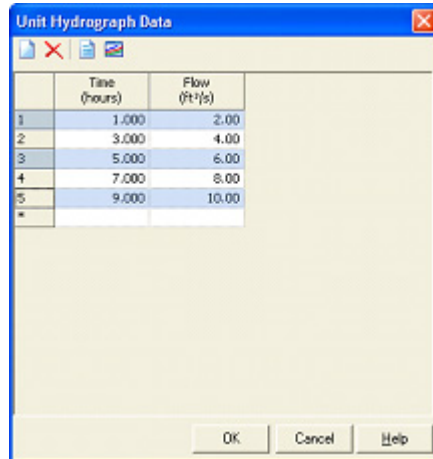 Unit Hydrograph Data
Time (hours) Flow (ft³/s)
1 1.000 2.00
2 3.000 4.00
3 5.000 6.00
4 7.000 8.00
5 9.000 10.00
*
OK Cancel Help